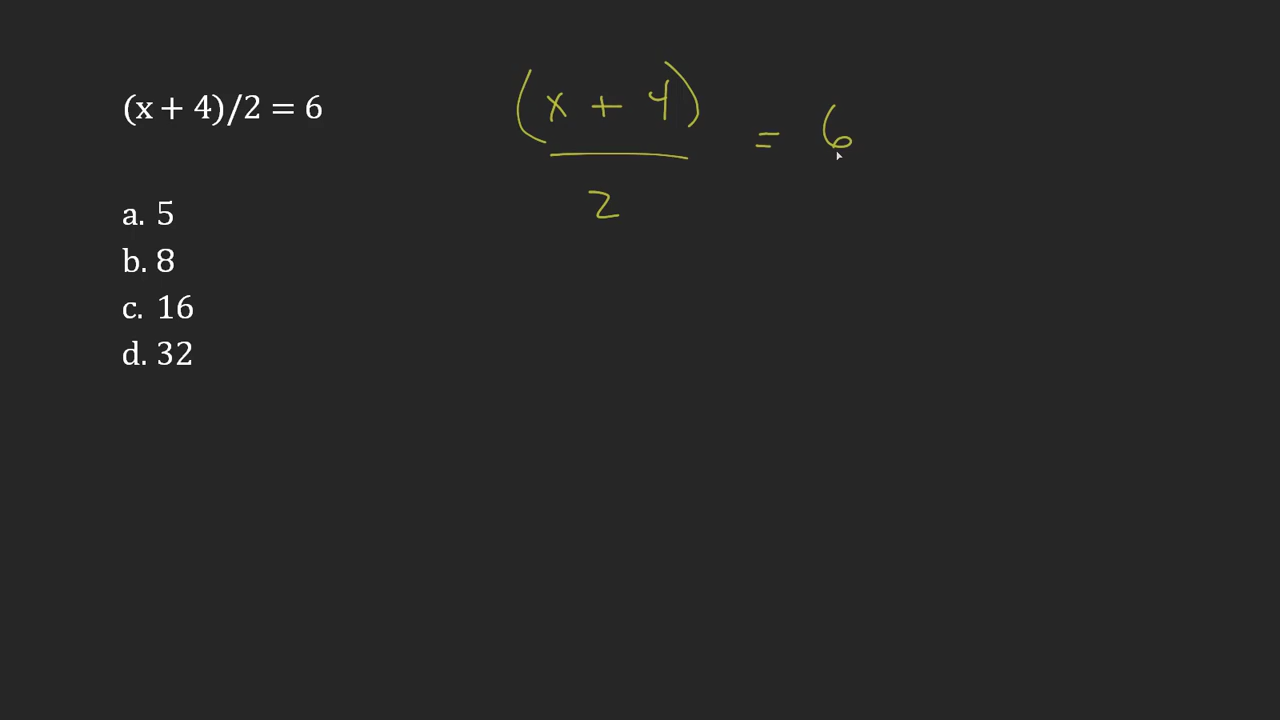 (x + 4)/2 = 6
a. 5
b. 8
c. 16
d. 32
(x + 4)
= 6
2